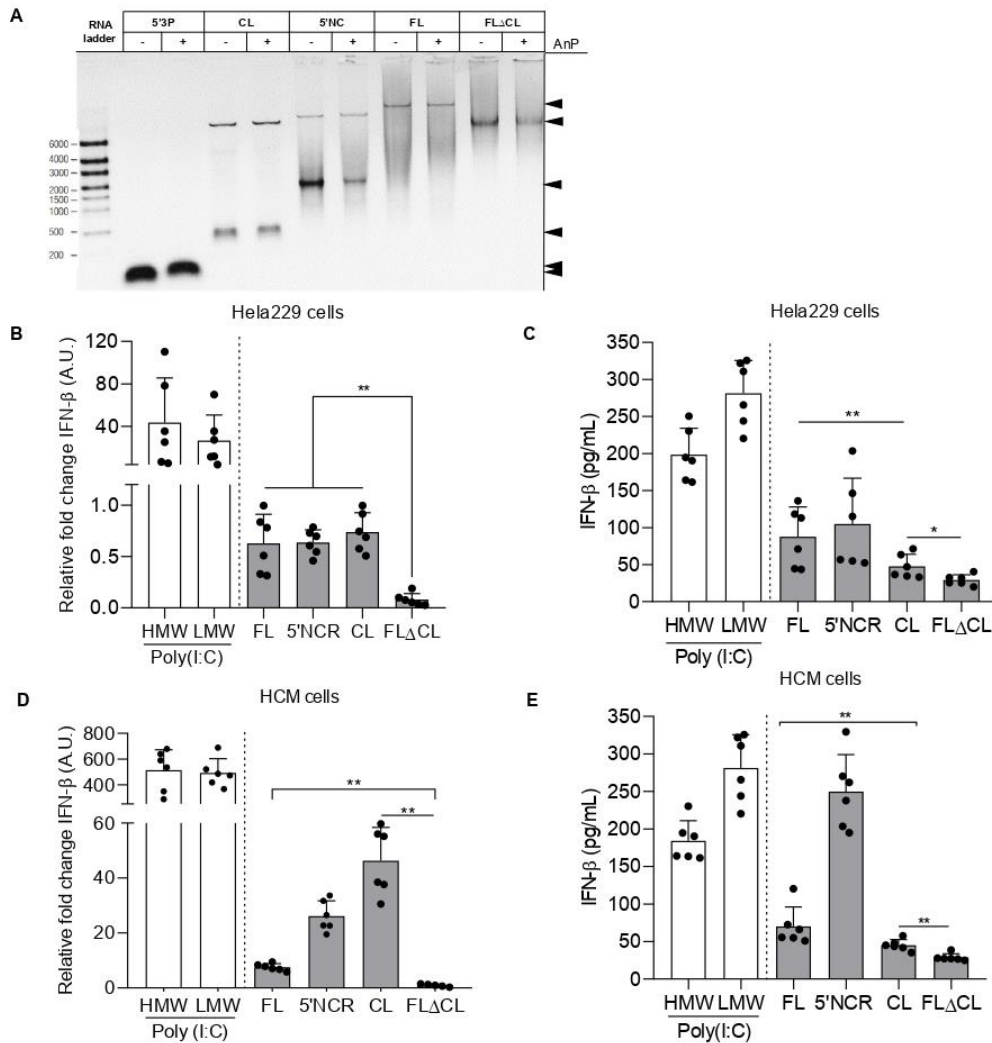 A
RNA ladder 5'3P CL 5'NC FL FL△CL
- + - + - + - + - + AnP
6000
4000
3000
2000
1500
1000
500
200
Hela229 cells
B
Relative fold change IFN-β (A.U.)
120
80
40
1.0
0.5
0.0
**
HMW LMW FL 5'NCR CL FL△CL
Poly(I:C)
Hela229 cells
C
IFN-β (pg/mL)
350
300
250
200
150
100
50
0
**
*
HMW LMW FL 5'NCR CL FL△CL
Poly (I:C)
HCM cells
D
Relative fold change IFN-β (A.U.)
800
600
400
60
40
20
0
**
**
HMW LMW FL 5'NCR CL FL△CL
Poly (I:C)
HCM cells
E
IFN-β (pg/mL)
350
300
250
200
150
100
50
0
**
**
HMW LMW FL 5'NCR CL FL△CL
Poly(I:C)